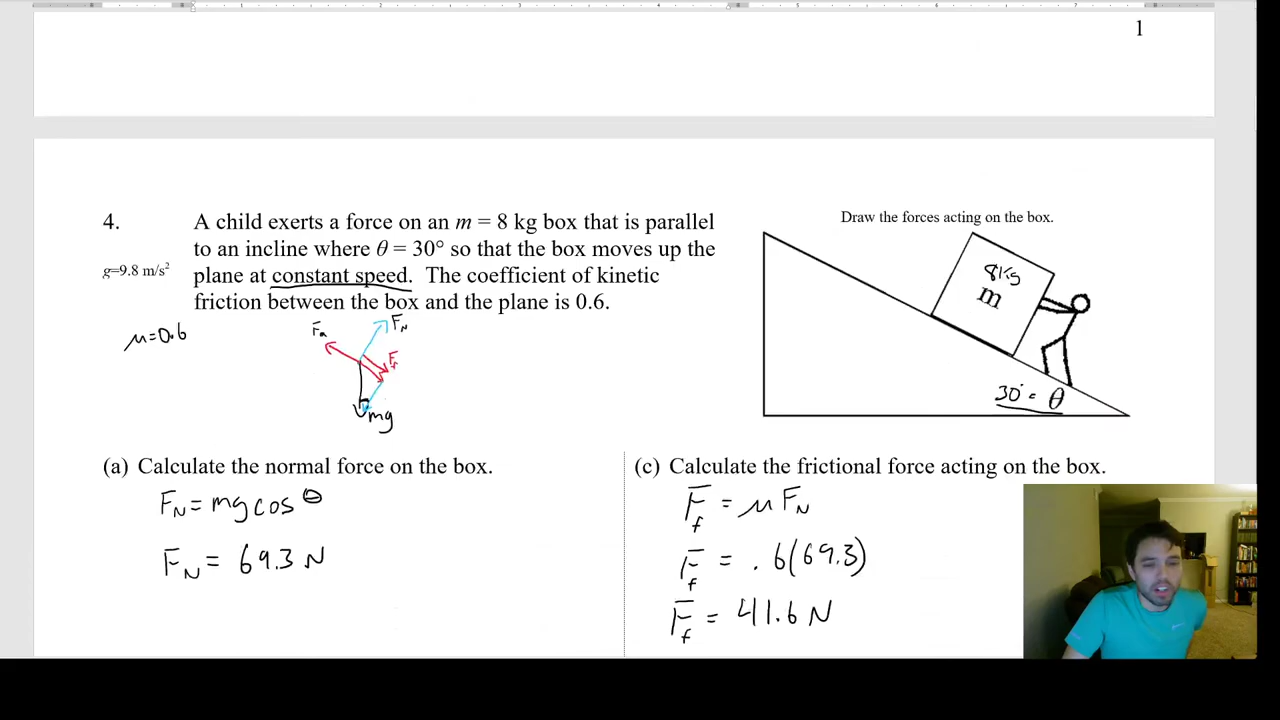 1
4.
A child exerts a force on an m = 8 kg box that is parallel
to an incline where θ = 30° so that the box moves up the
g=9.8 m/s²
plane at constant speed. The coefficient of kinetic
friction between the box and the plane is 0.6.
μ=0.6
Fa
FN
Ff
mg
Draw the forces acting on the box.
8Kg
m
30° = θ
(a) Calculate the normal force on the box.
FN = mg cos θ
FN = 69.3 N
(c) Calculate the frictional force acting on the box.
Ff = μ FN
Ff = .6(69.3)
Ff = 41.6 N